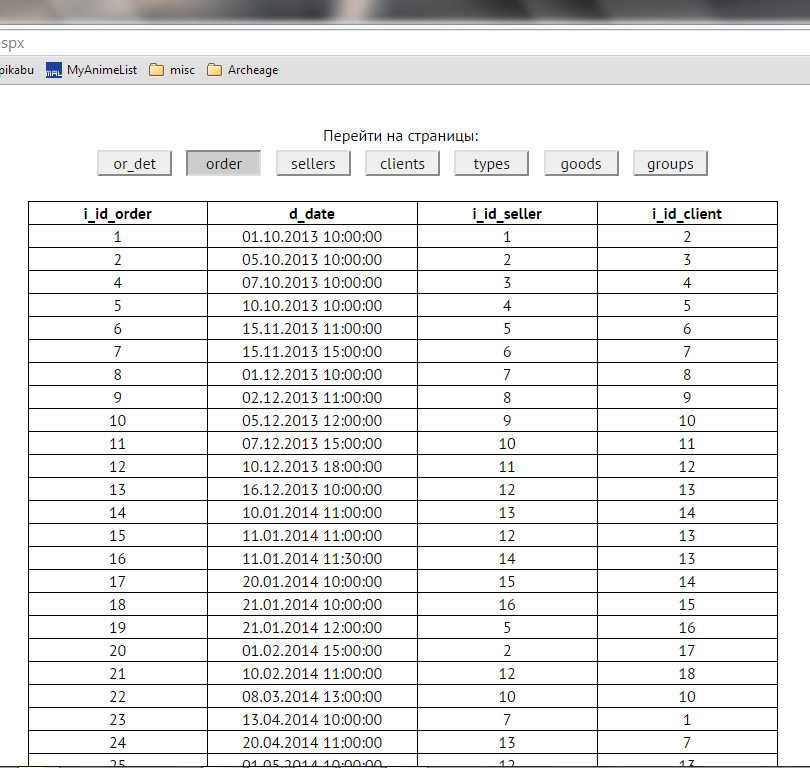 spx
pikabu MyAnimeList misc Archeage
Перейти на страницы:
or_det order sellers clients types goods groups
i_id_order d_date i_id_seller i_id_client
1 01.10.2013 10:00:00 1 2
2 05.10.2013 10:00:00 2 3
4 07.10.2013 10:00:00 3 4
5 10.10.2013 10:00:00 4 5
6 15.11.2013 11:00:00 5 6
7 15.11.2013 15:00:00 6 7
8 01.12.2013 10:00:00 7 8
9 02.12.2013 11:00:00 8 9
10 05.12.2013 12:00:00 9 10
11 07.12.2013 15:00:00 10 11
12 10.12.2013 18:00:00 11 12
13 16.12.2013 10:00:00 12 13
14 10.01.2014 11:00:00 13 14
15 11.01.2014 11:00:00 12 13
16 11.01.2014 11:30:00 14 13
17 20.01.2014 10:00:00 15 14
18 21.01.2014 10:00:00 16 15
19 21.01.2014 12:00:00 5 16
20 01.02.2014 15:00:00 2 17
21 10.02.2014 11:00:00 12 18
22 08.03.2014 13:00:00 10 10
23 13.04.2014 10:00:00 7 1
24 20.04.2014 11:00:00 13 7
25 01.05.2014 10:00:00 12 13